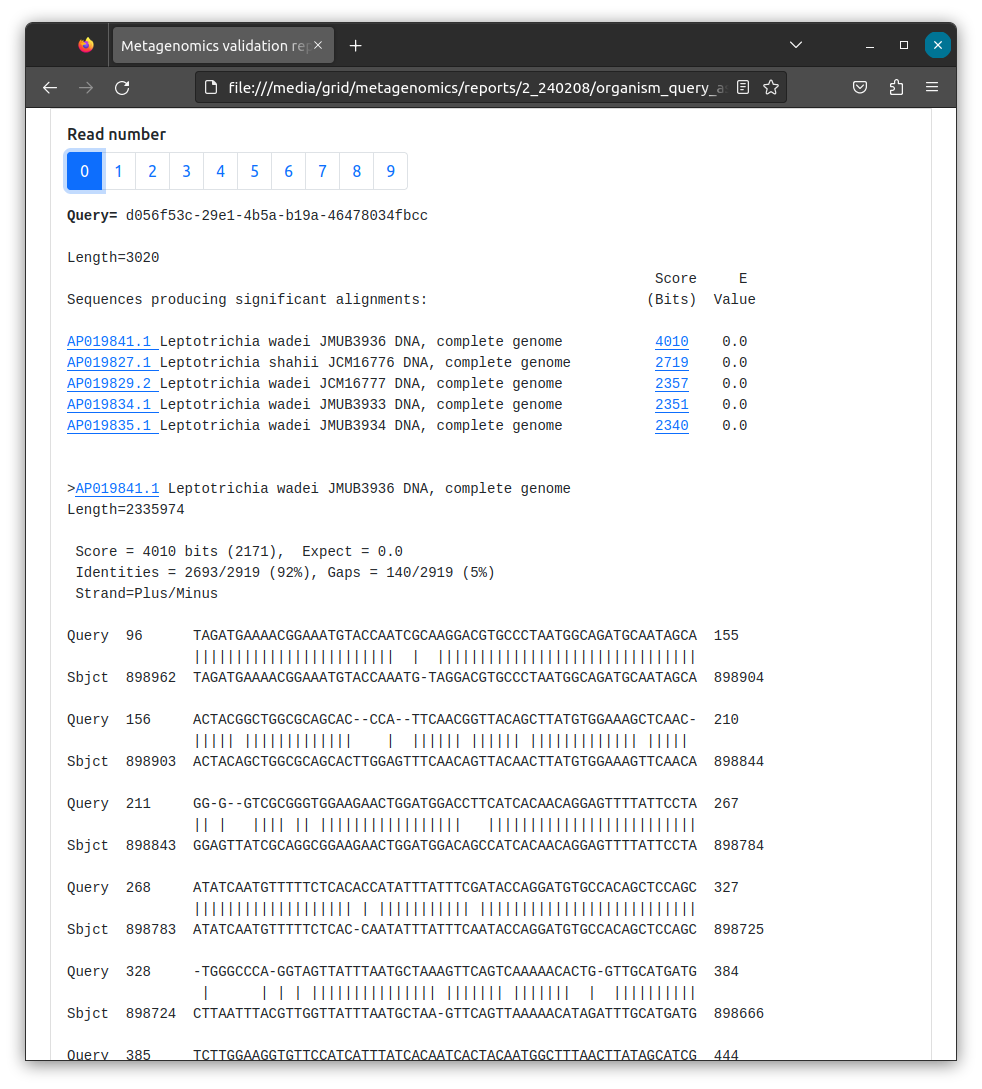 Metagenomics validation re
file:///media/grid/metagenomics/reports/2_240208/organism_query_a
Read number
0 1 2 3 4 5 6 7 8 9
Query= d056f53c-29e1-4b5a-b19a-46478034fbcc
Length=3020
Score E
Sequences producing significant alignments: (Bits) Value
AP019841.1 Leptotrichia wadei JMUB3936 DNA, complete genome 4010 0.0
AP019827.1 Leptotrichia shahii JCM16776 DNA, complete genome 2719 0.0
AP019829.2 Leptotrichia wadei JCM16777 DNA, complete genome 2357 0.0
AP019834.1 Leptotrichia wadei JMUB3933 DNA, complete genome 2351 0.0
AP019835.1 Leptotrichia wadei JMUB3934 DNA, complete genome 2340 0.0
>AP019841.1 Leptotrichia wadei JMUB3936 DNA, complete genome
Length=2335974
Score = 4010 bits (2171), Expect = 0.0
Identities = 2693/2919 (92%), Gaps = 140/2919 (5%)
Strand=Plus/Minus
Query 96 TAGATGAAAACGGAAATGTACCAATCGCAAGGACGTGCCCTAATGGCAGATGCAATAGCA 155
|||||||||||||||||||||||| | |||||||||||||||||||||||||||||||
Sbjct 898962 TAGATGAAAACGGAAATGTACCAAATG-TAGGACGTGCCCTAATGGCAGATGCAATAGCA 898904
Query 156 ACTACGGCTGGCGCAGCAC--CCA--TTCAACGGTTACAGCTTATGTGGAAAGCTCAAC- 210
||||| ||||||||||||| | |||||| |||||| ||||||||||||| |||||
Sbjct 898903 ACTACAGCTGGCGCAGCACTTGGAGTTTCAACAGTTACAACTTATGTGGAAAGTTCAACA 898844
Query 211 GG-G--GTCGCGGGTGGAAGAACTGGATGGACCTTCATCACAACAGGAGTTTTATTCCTA 267
|| | |||| || ||||||||||||||||| |||||||||||||||||||||||||
Sbjct 898843 GGAGTTATCGCAGGCGGAAGAACTGGATGGACAGCCATCACAACAGGAGTTTTATTCCTA 898784
Query 268 ATATCAATGTTTTTCTCACACCATATTTATTTCGATACCAGGATGTGCCACAGCTCCAGC 327
||||||||||||||||||| | ||||||||||| ||||||||||||||||||||||||||
Sbjct 898783 ATATCAATGTTTTTCTCAC-CAATATTTATTTCAATACCAGGATGTGCCACAGCTCCAGC 898725
Query 328 -TGGGCCCA-GGTAGTTATTTAATGCTAAAGTTCAGTCAAAAACACTG-GTTGCATGATG 384
| | | | ||||||||||||||| ||||||| ||||||| | ||||||||||
Sbjct 898724 CTTAATTTACGTTGGTTATTTAATGCTAA-GTTCAGTTAAAAACATAGATTTGCATGATG 898666
Query 385 TCTTGGAAGGTGTTCCATCATTTATCACAATCACTACAATGGCTTTAACTTATAGCATCG 444